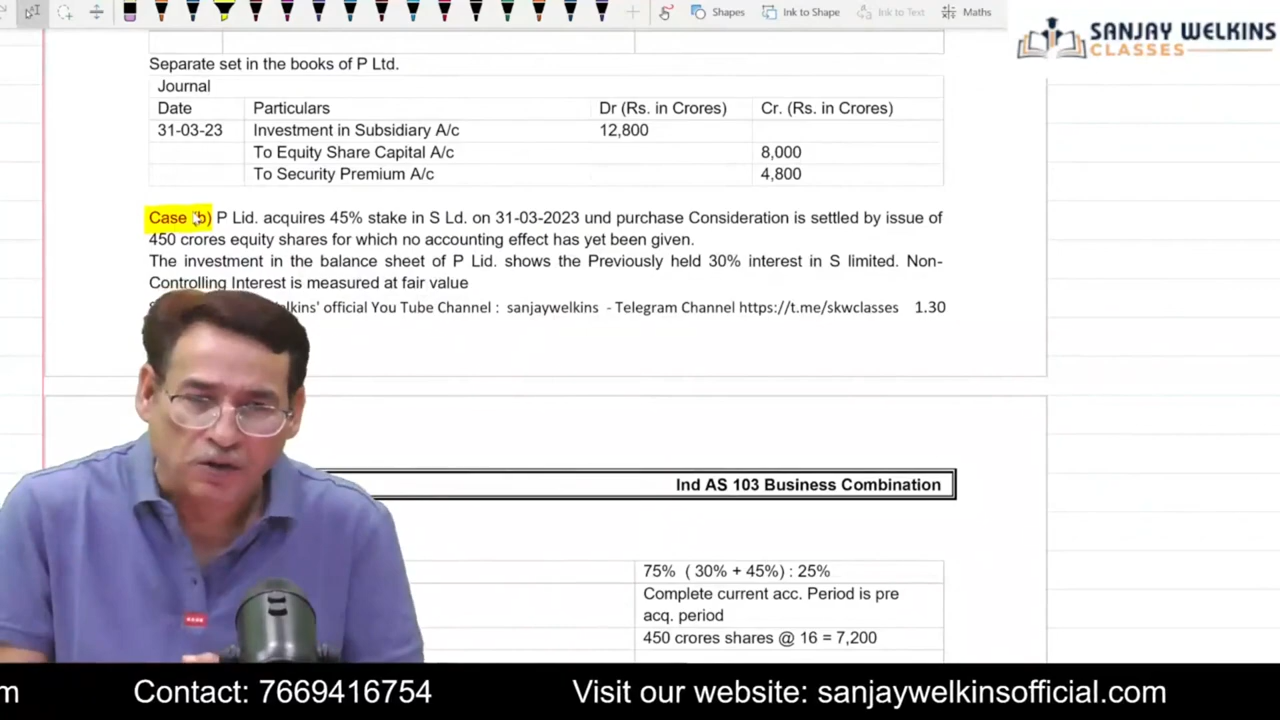 Shapes
Ink to Shape
Ink to Text
Maths
SANJAY WELKINS
CLASSES
Separate set in the books of P Ltd.
Journal
Date Particulars Dr (Rs. in Crores) Cr. (Rs. in Crores)
31-03-23 Investment in Subsidiary A/c 12,800
To Equity Share Capital A/c 8,000
To Security Premium A/c 4,800
Case (b) P Lid. acquires 45% stake in S Ld. on 31-03-2023 und purchase Consideration is settled by issue of
450 crores equity shares for which no accounting effect has yet been given.
The investment in the balance sheet of P Lid. shows the Previously held 30% interest in S limited. Non-
Controlling Interest is measured at fair value
official You Tube Channel : sanjaywelkins - Telegram Channel https://t.me/skwclasses 1.30
Ind AS 103 Business Combination
75% ( 30% + 45%) : 25%
Complete current acc. Period is pre
acq. period
450 crores shares @ 16 = 7,200
Contact: 7669416754 Visit our website: sanjaywelkinsofficial.com